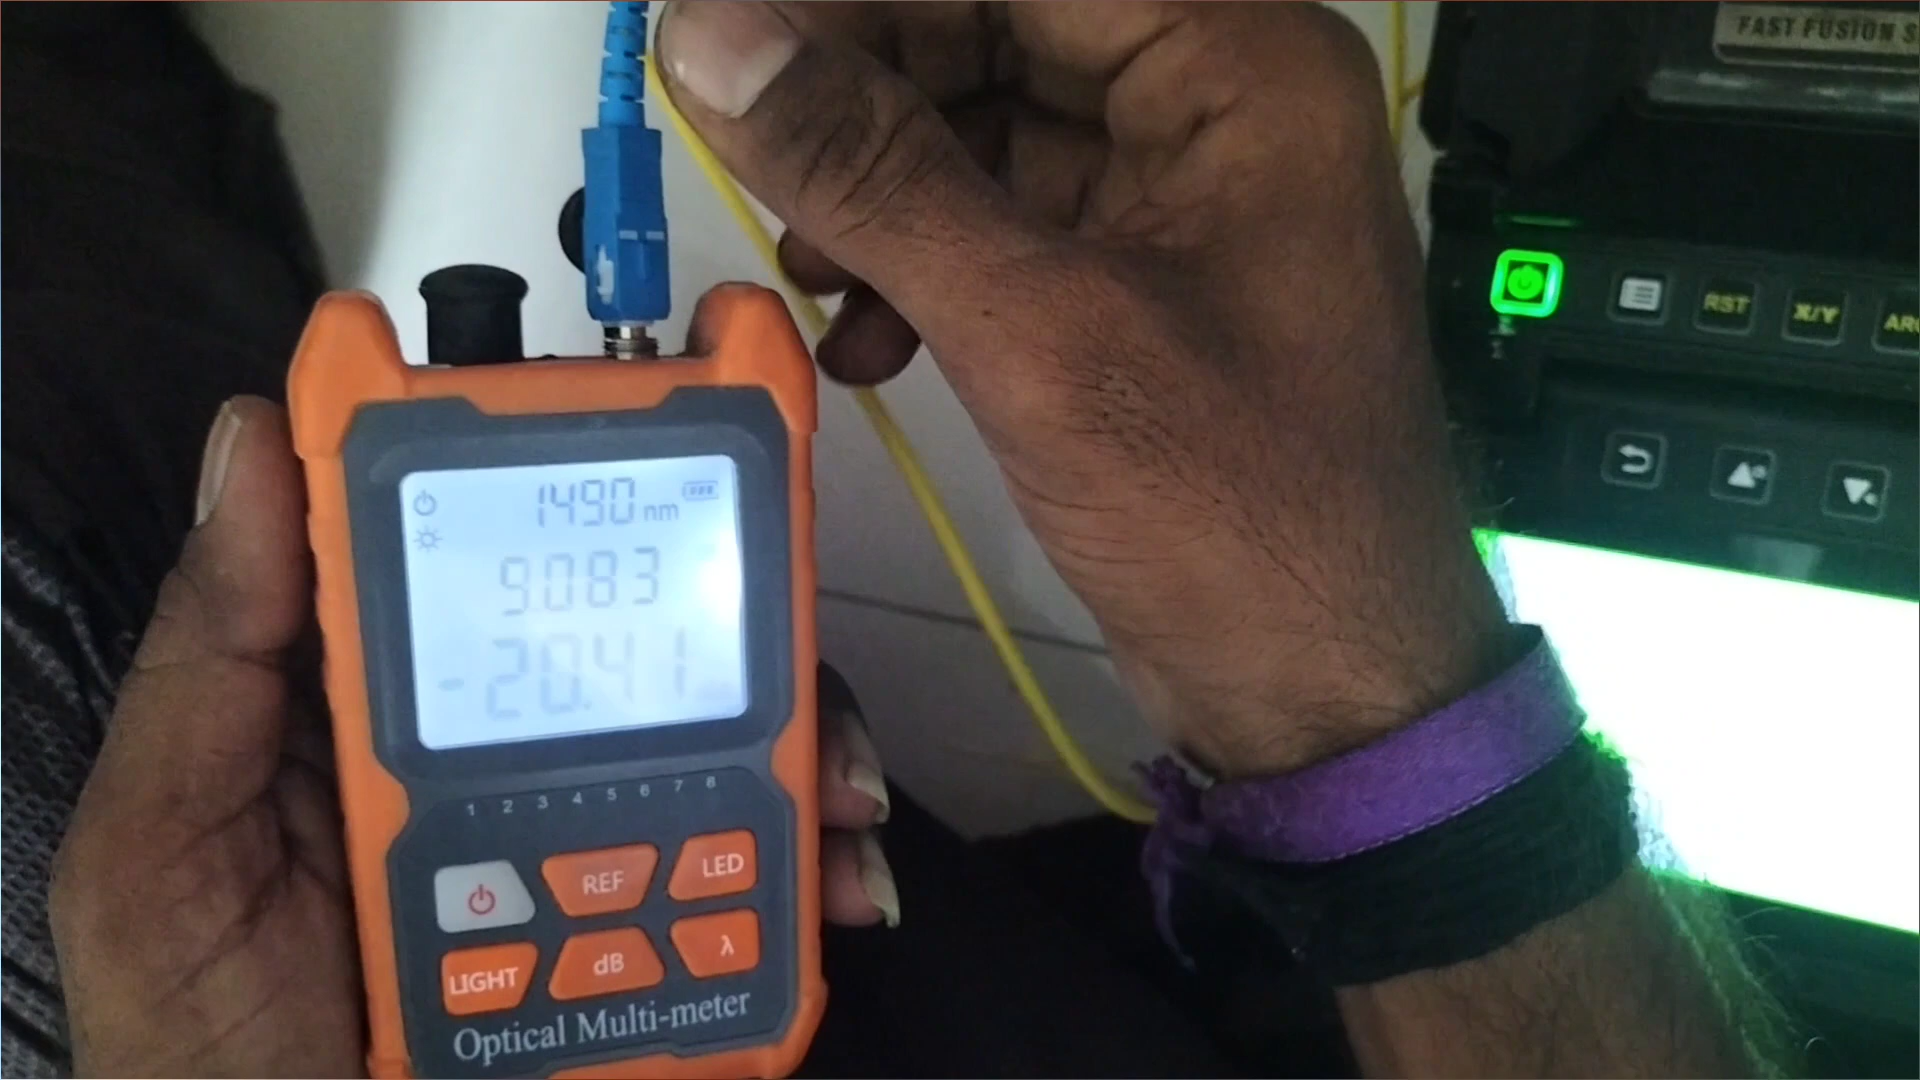 FAST FUSION S
RST
X/Y
ARC
1490 nm
9.083
-20.41
1 2 3 4 5 6 7 8
REF
LED
LIGHT
dB
λ
Optical Multi-meter